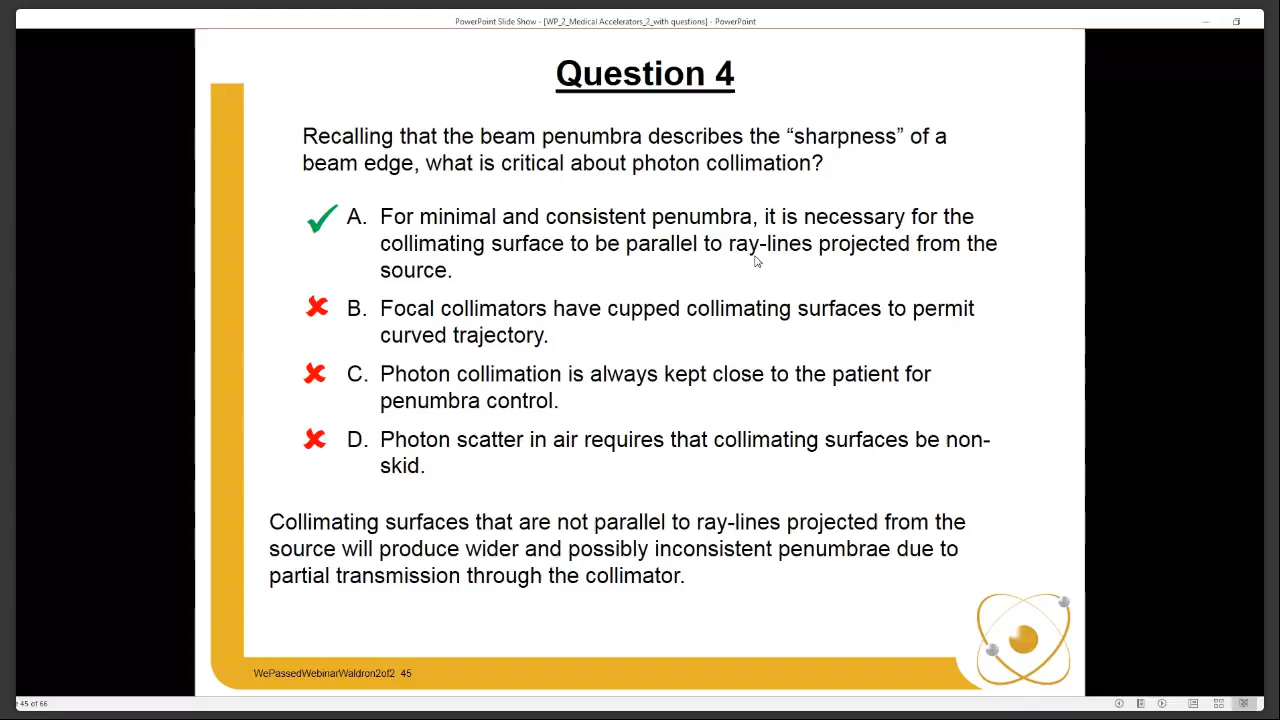 PowerPoint Slide Show - [WP_2_Medical Accelerators_2_with questions] - PowerPoint
Question 4
Recalling that the beam penumbra describes the “sharpness” of a
beam edge, what is critical about photon collimation?
A. For minimal and consistent penumbra, it is necessary for the
collimating surface to be parallel to ray-lines projected from the
source.
B. Focal collimators have cupped collimating surfaces to permit
curved trajectory.
C. Photon collimation is always kept close to the patient for
penumbra control.
D. Photon scatter in air requires that collimating surfaces be non-
skid.
Collimating surfaces that are not parallel to ray-lines projected from the
source will produce wider and possibly inconsistent penumbrae due to
partial transmission through the collimator.
WePassedWebinarWaldron2of2 45
e 45 of 66